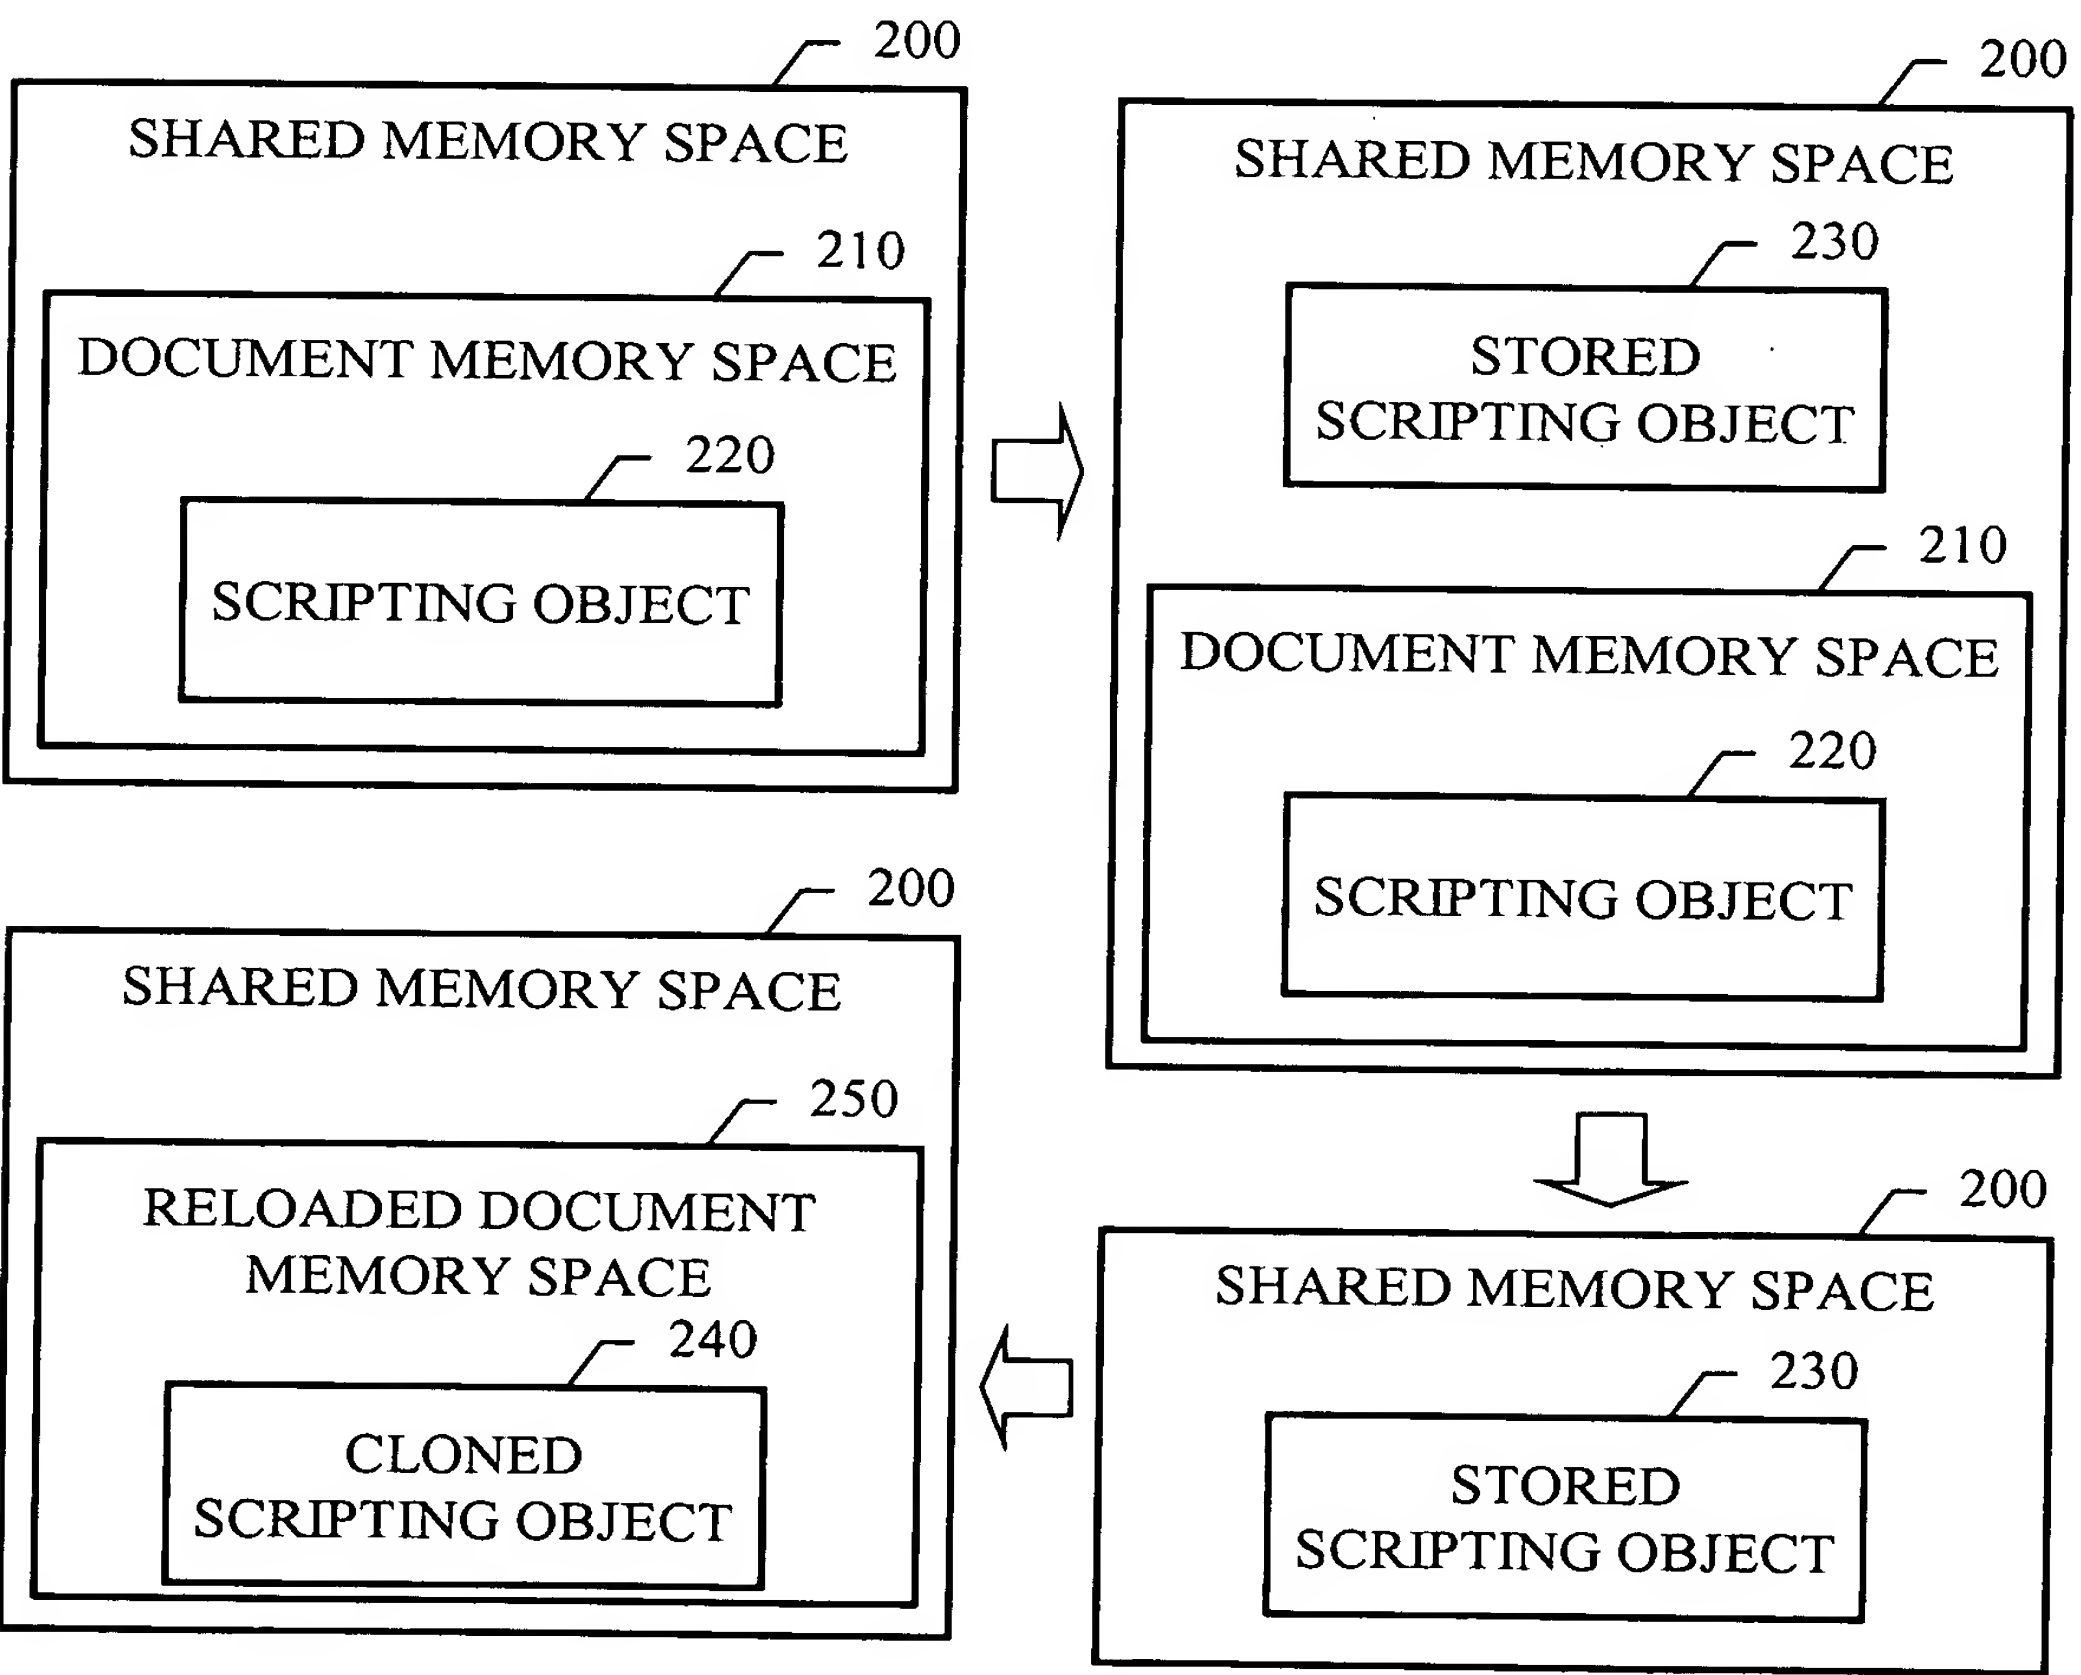 200
SHARED MEMORY SPACE
210
DOCUMENT MEMORY SPACE
220
SCRIPTING OBJECT
200
SHARED MEMORY SPACE
230
STORED
SCRIPTING OBJECT
210
DOCUMENT MEMORY SPACE
220
SCRIPTING OBJECT
200
SHARED MEMORY SPACE
230
STORED
SCRIPTING OBJECT
200
SHARED MEMORY SPACE
250
RELOADED DOCUMENT
MEMORY SPACE
240
CLONED
SCRIPTING OBJECT